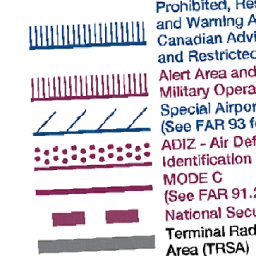 Prohibited, Res
and Warning A
Canadian Advi
and Restricted
Alert Area and
Military Opera
Special Airpor
(See FAR 93 f
ADIZ - Air Def
Identification
MODE C
(See FAR 91.2
National Secu
Terminal Rad
Area (TRSA)